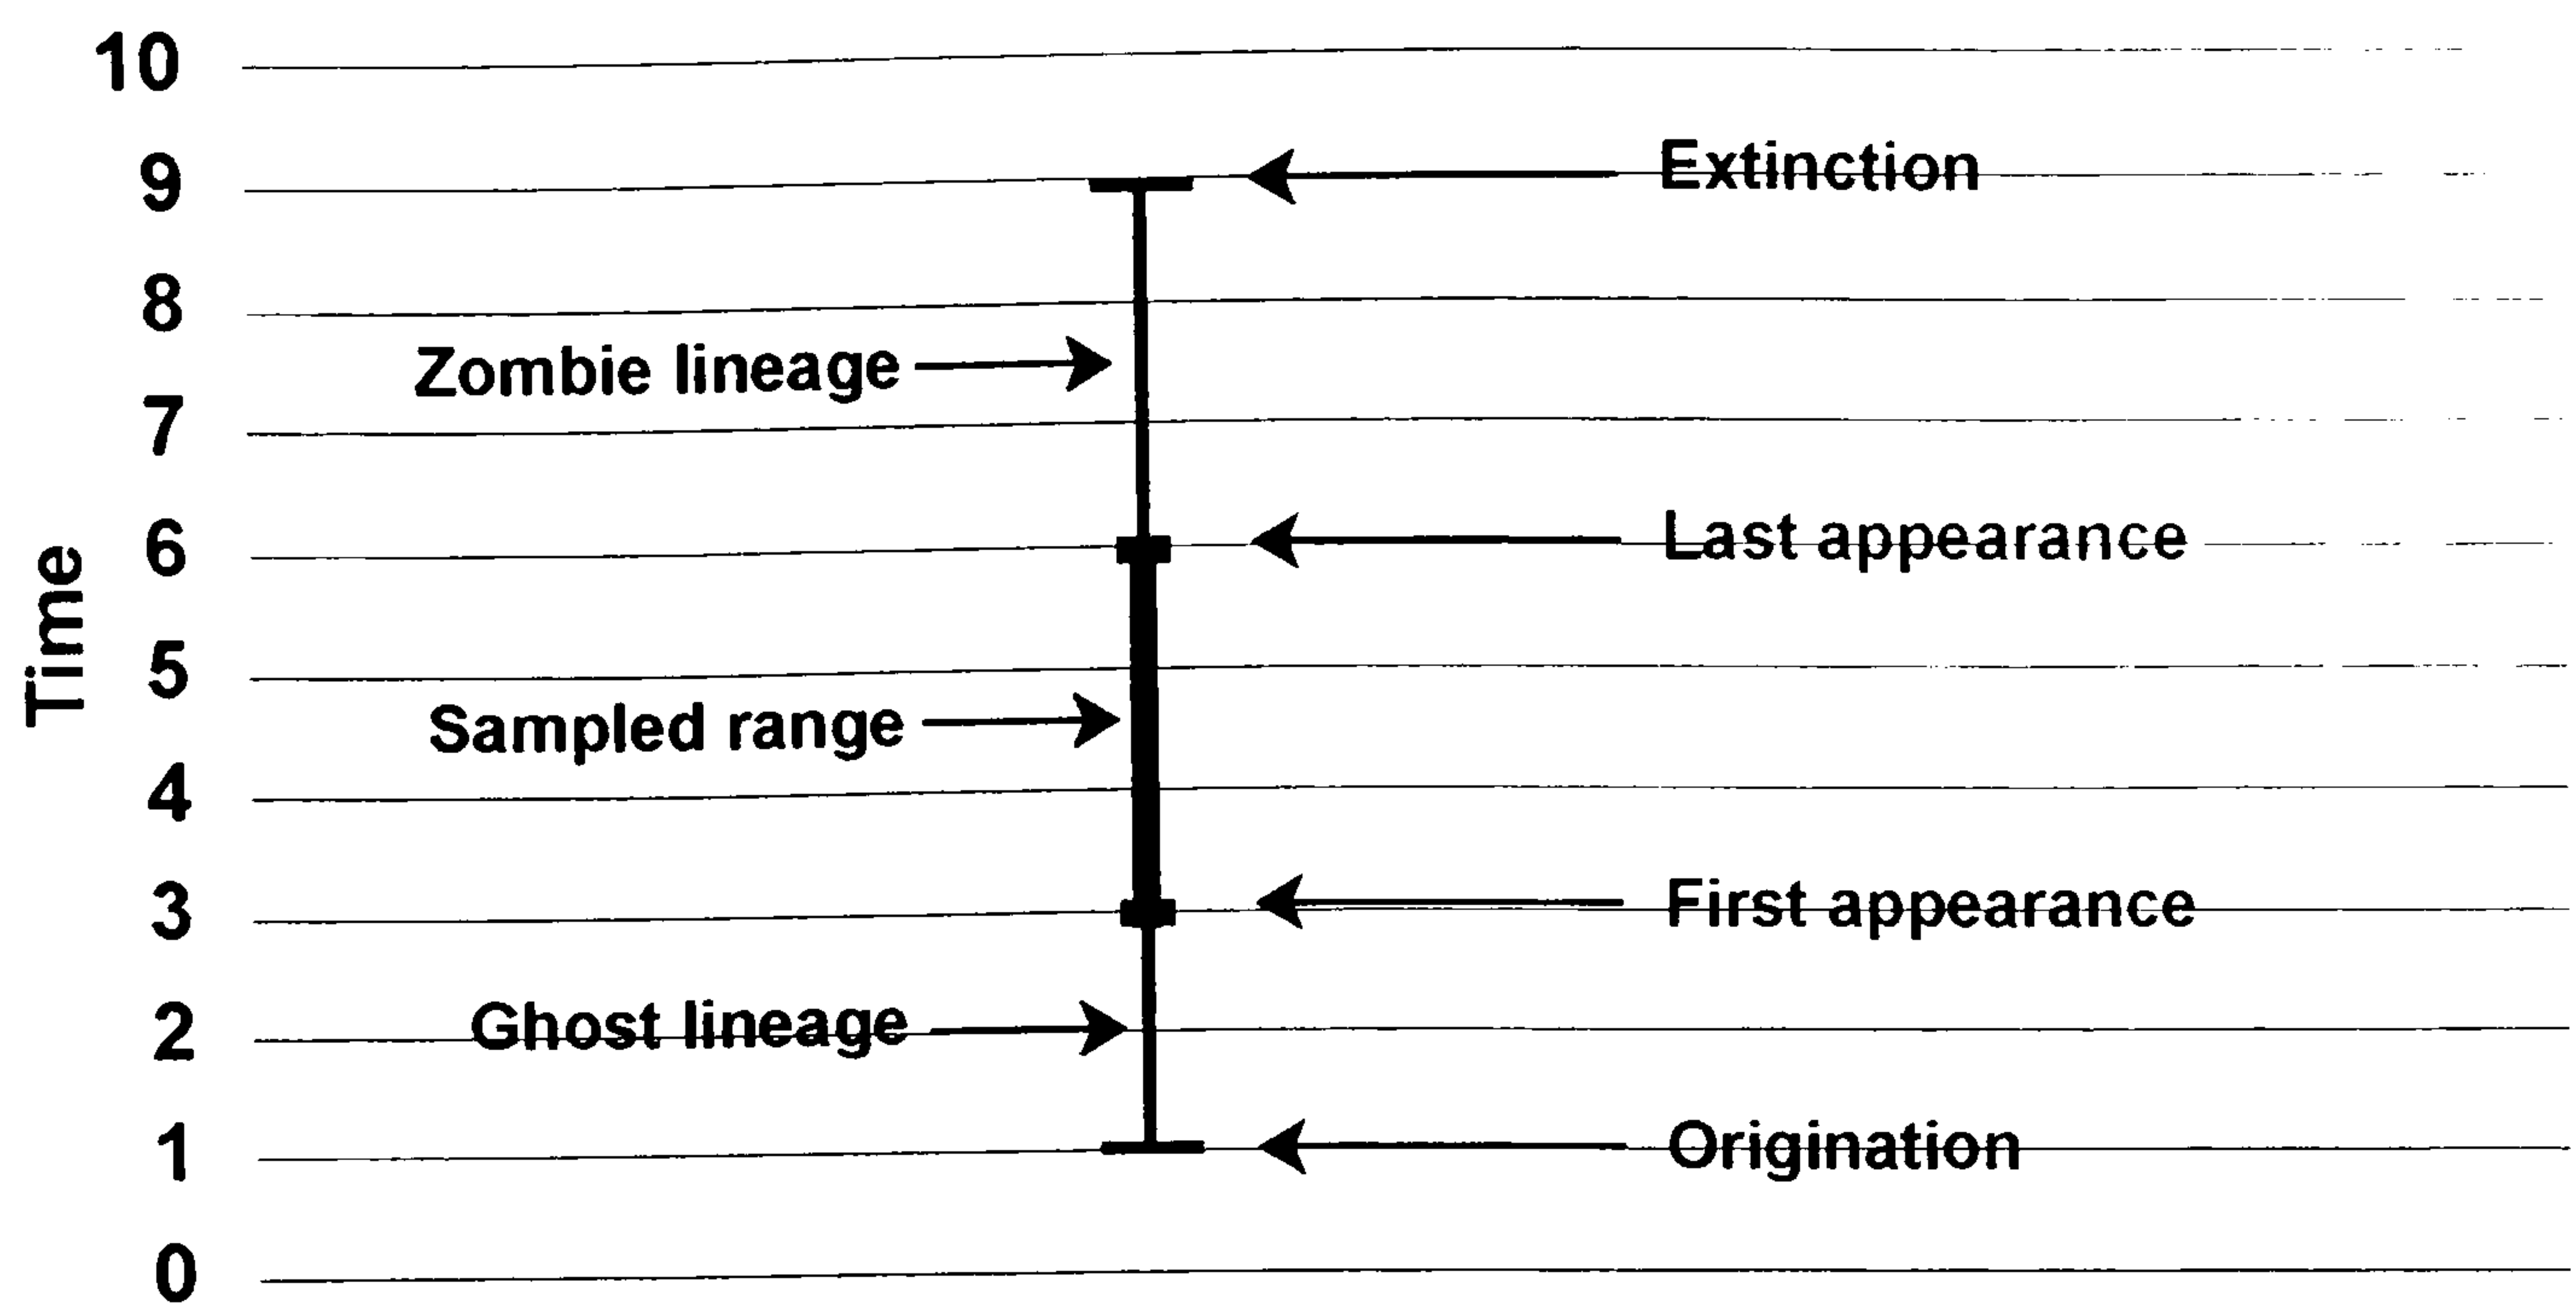 10
9
Extinction
8
Zombie lineage
7
6
Last appearance
Time
5
Sampled range
4
3
First appearance
2
Ghost lineage
1
Origination
0